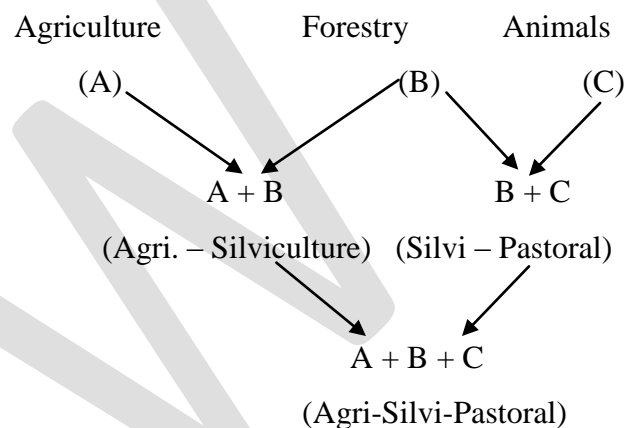 Agriculture Forestry Animals
(A) (B) (C)
A + B B + C
(Agri. – Silviculture) (Silvi – Pastoral)
A + B + C
(Agri-Silvi-Pastoral)